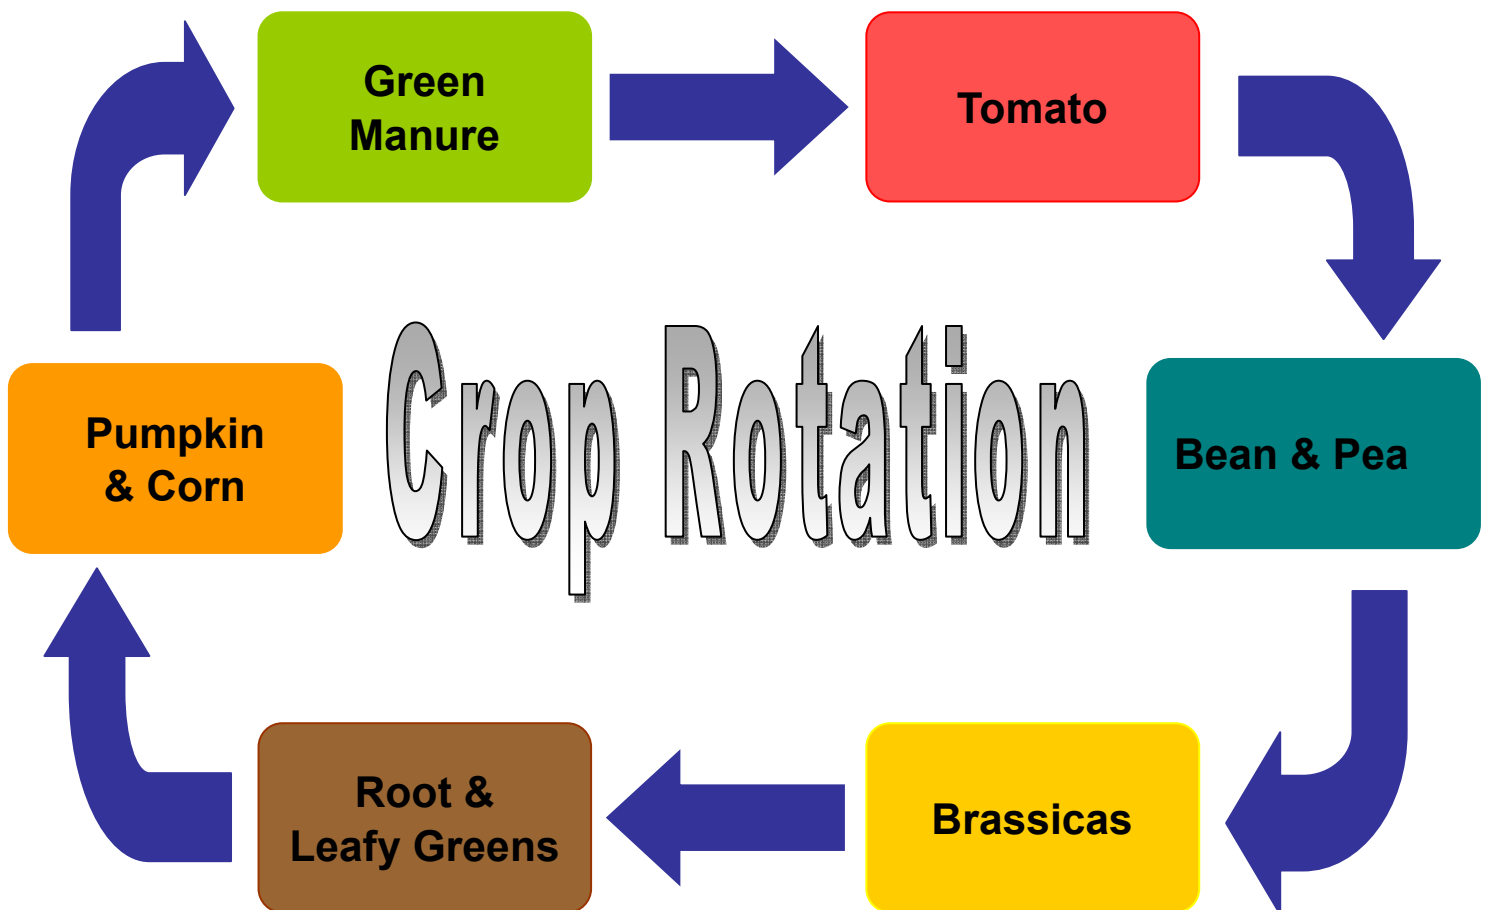 Green
Manure
Tomato
Crop Rotation
Pumpkin
& Corn
Bean & Pea
Root &
Leafy Greens
Brassicas